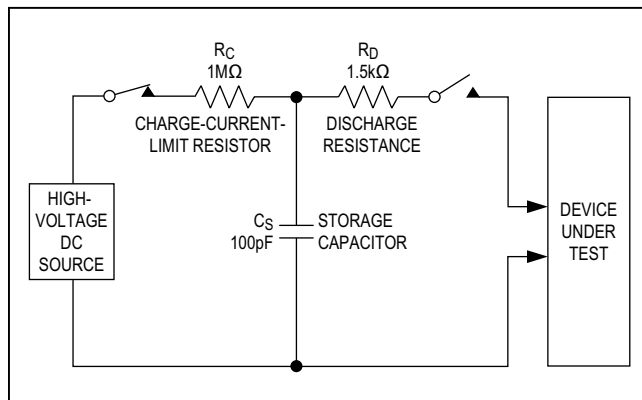 RC
1MΩ
CHARGE-CURRENT-
LIMIT RESISTOR
RD
1.5kΩ
DISCHARGE
RESISTANCE
HIGH-
VOLTAGE
DC
SOURCE
CS
100pF
STORAGE
CAPACITOR
DEVICE
UNDER
TEST